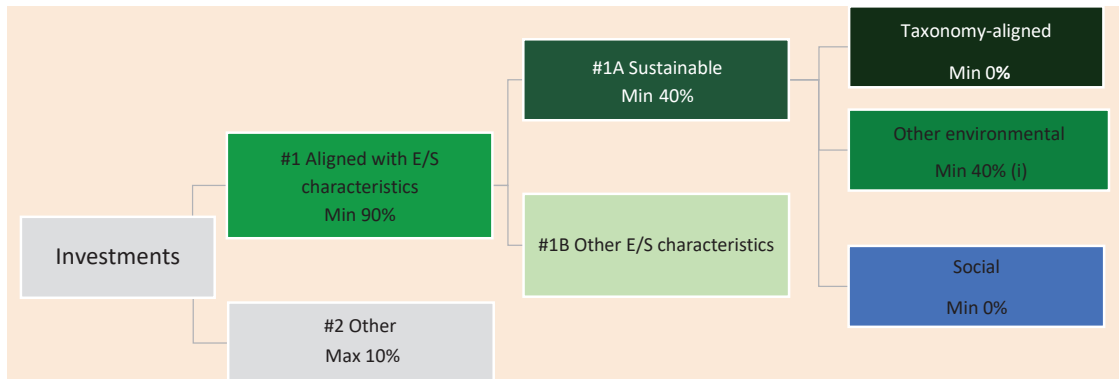 Investments
#1 Aligned with E/S
characteristics
Min 90%
#2 Other
Max 10%
#1A Sustainable
Min 40%
#1B Other E/S characteristics
Taxonomy-aligned
Min 0%
Other environmental
Min 40% (i)
Social
Min 0%